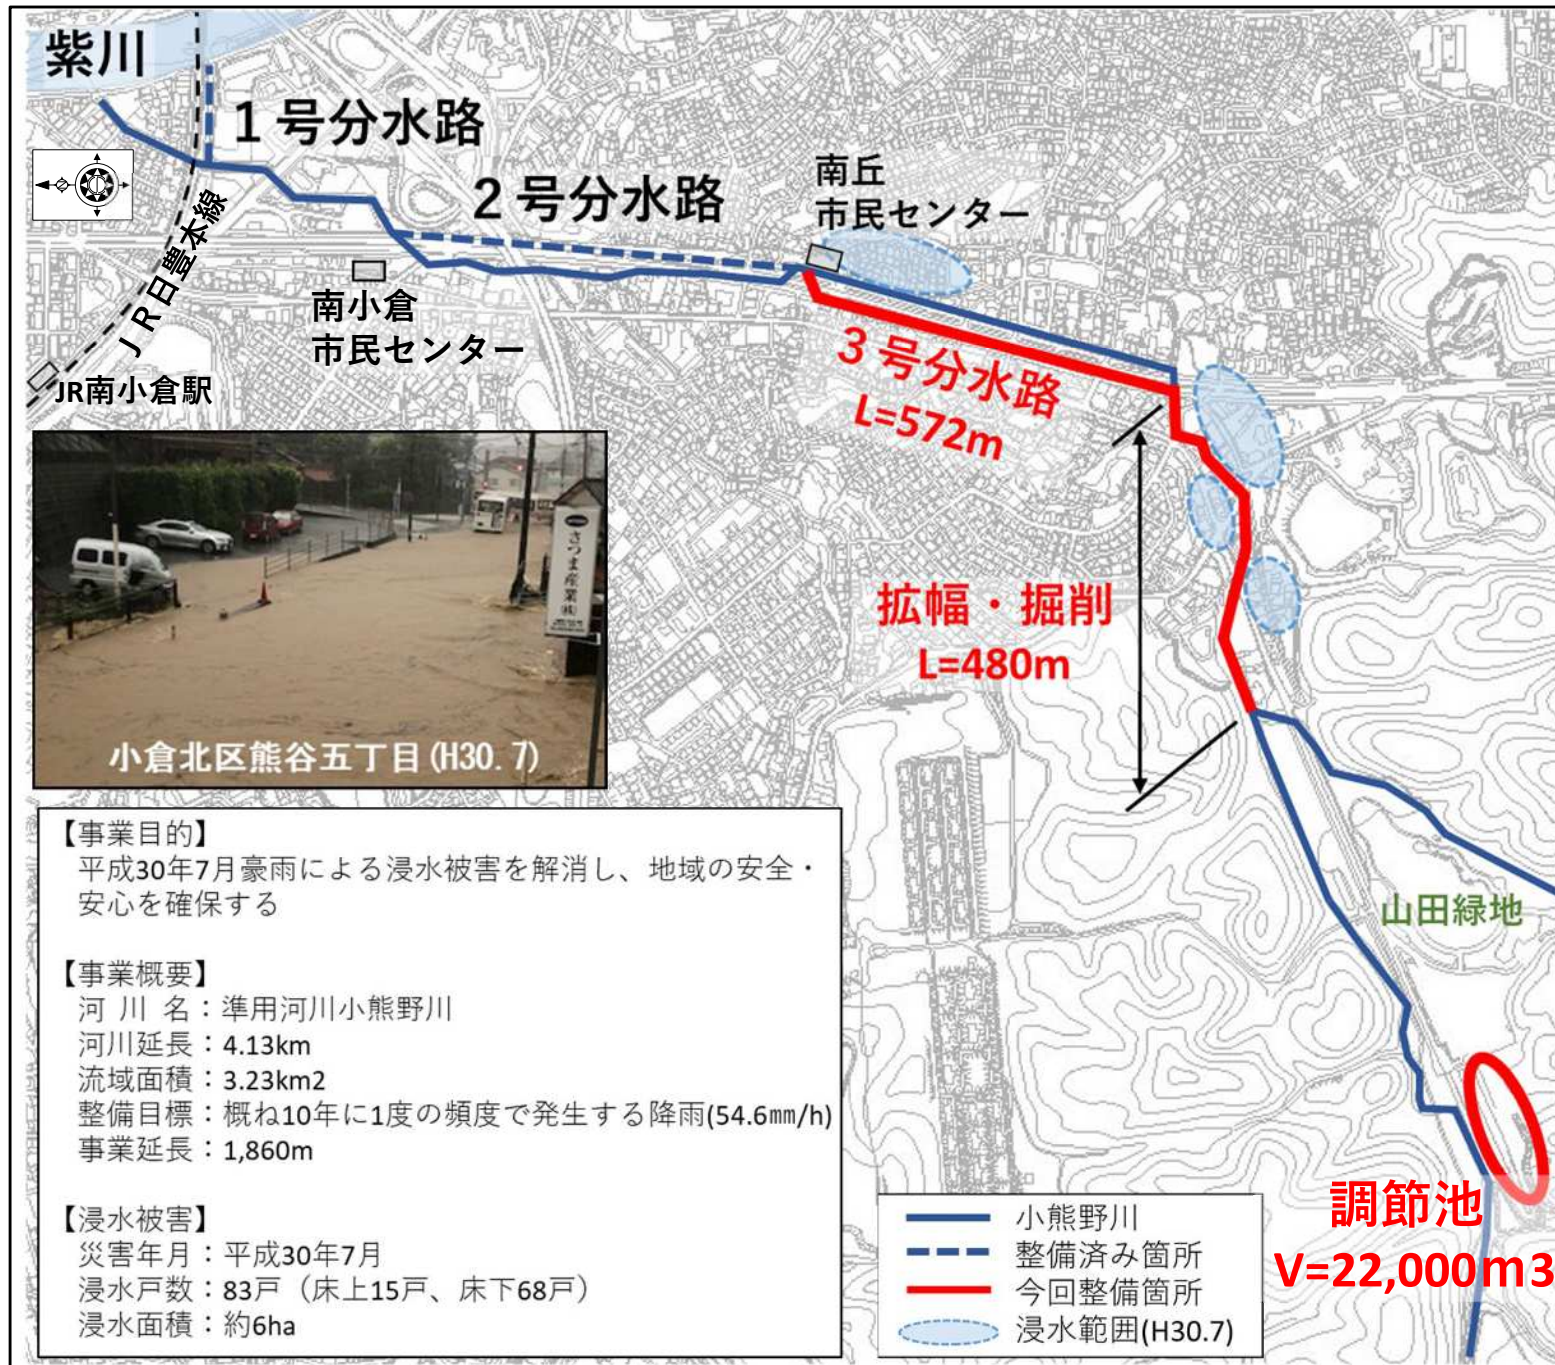 紫川
1号分水路
2号分水路
南丘
市民センター
JR日豊本線
南小倉
市民センター
JR南小倉駅
3号分水路
L=572m
さつま産業㈱
小倉北区熊谷五丁目(H30.7)
拡幅・掘削
L=480m
山田緑地
調節池
V=22,000m3
【事業目的】
平成30年7月豪雨による浸水被害を解消し、地域の安全・
安心を確保する
【事業概要】
河 川 名：準用河川小熊野川
河川延長：4.13km
流域面積：3.23km2
整備目標：概ね10年に1度の頻度で発生する降雨(54.6㎜/h)
事業延長：1,860m
【浸水被害】
災害年月：平成30年7月
浸水戸数：83戸（床上15戸、床下68戸）
浸水面積：約6ha
小熊野川
整備済み箇所
今回整備箇所
浸水範囲(H30.7)